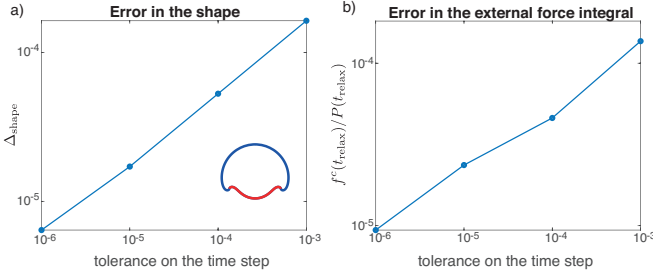 a)
Error in the shape
10⁻⁴
10⁻⁵
Δ_shape
10⁻⁶
10⁻⁵
10⁻⁴
10⁻³
tolerance on the time step
b)
Error in the external force integral
10⁻⁴
10⁻⁵
f^c(t_relax)/P(t_relax)
10⁻⁶
10⁻⁵
10⁻⁴
10⁻³
tolerance on the time step